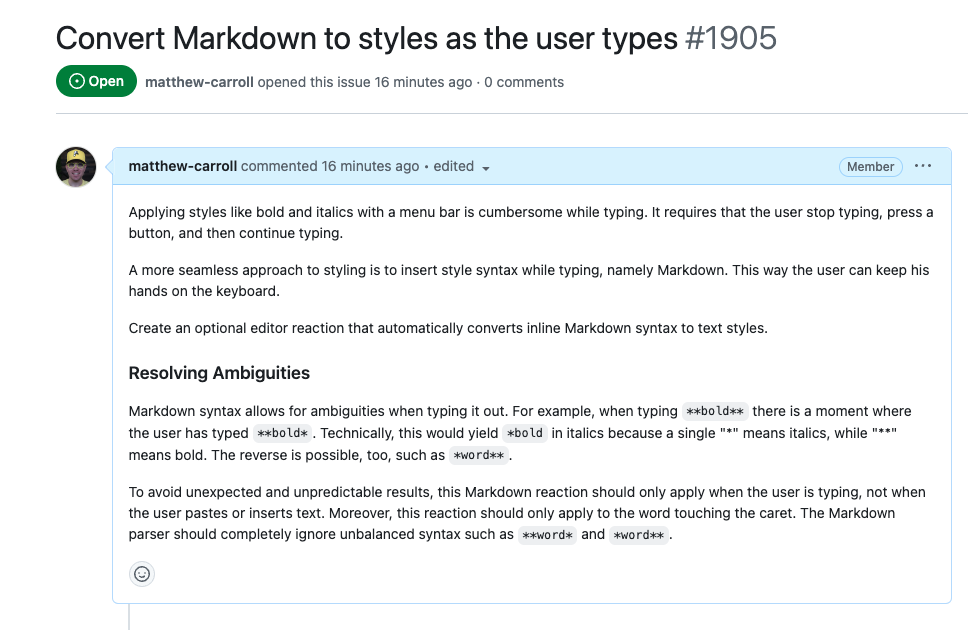 Convert Markdown to styles as the user types #1905
Open matthew-carroll opened this issue 16 minutes ago · 0 comments
matthew-carroll commented 16 minutes ago • edited Member
Applying styles like bold and italics with a menu bar is cumbersome while typing. It requires that the user stop typing, press a
button, and then continue typing.
A more seamless approach to styling is to insert style syntax while typing, namely Markdown. This way the user can keep his
hands on the keyboard.
Create an optional editor reaction that automatically converts inline Markdown syntax to text styles.
Resolving Ambiguities
Markdown syntax allows for ambiguities when typing it out. For example, when typing **bold** there is a moment where
the user has typed **bold* . Technically, this would yield *bold in italics because a single "*" means italics, while "**"
means bold. The reverse is possible, too, such as *word** .
To avoid unexpected and unpredictable results, this Markdown reaction should only apply when the user is typing, not when
the user pastes or inserts text. Moreover, this reaction should only apply to the word touching the caret. The Markdown
parser should completely ignore unbalanced syntax such as **word* and *word** .